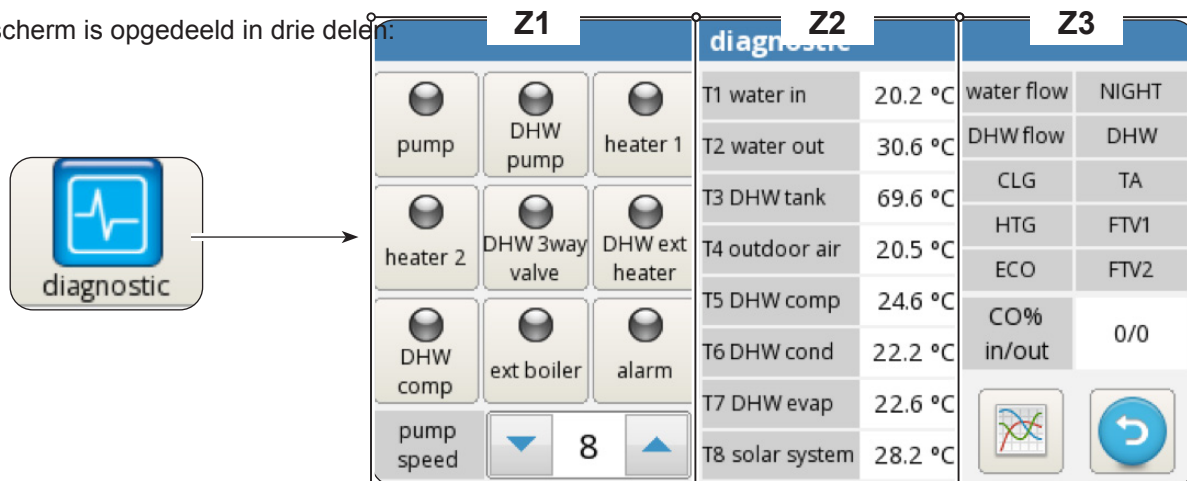 scherm is opgedeeld in drie delen:
Z1
Z2
Z3
diagnostic
diagnostic
pump
DHW
pump
heater 1
heater 2
DHW 3way
valve
DHW ext
heater
DHW
comp
ext boiler
alarm
pump
speed
8
T1 water in 20.2 °C
T2 water out 30.6 °C
T3 DHW tank 69.6 °C
T4 outdoor air 20.5 °C
T5 DHW comp 24.6 °C
T6 DHW cond 22.2 °C
T7 DHW evap 22.6 °C
T8 solar system 28.2 °C
water flow NIGHT
DHW flow DHW
CLG TA
HTG FTV1
ECO FTV2
CO%
in/out
0/0